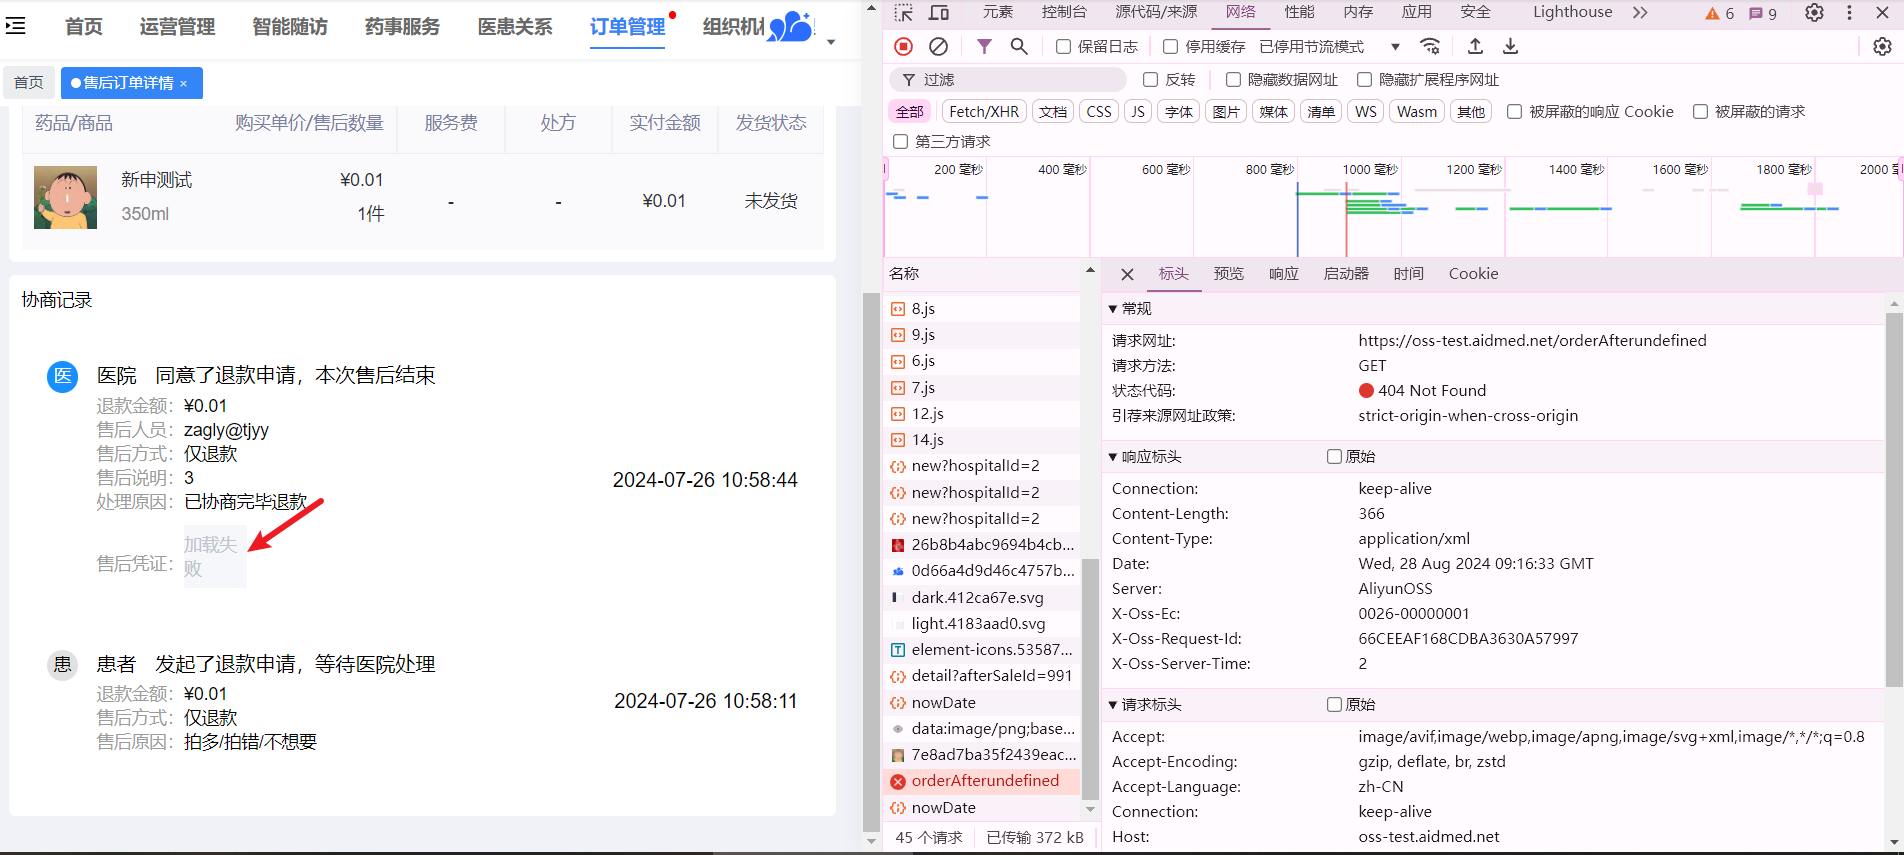 首页 运营管理 智能随访 药事服务 医患关系 订单管理 组织机
首页 售后订单详情 ×
药品/商品 购买单价/售后数量 服务费 处方 实付金额 发货状态
新申测试 ¥0.01
350ml 1件 - - ¥0.01 未发货
协商记录
医 医院 同意了退款申请，本次售后结束
退款金额： ¥0.01
售后人员： zagly@tjyy
售后方式： 仅退款
售后说明： 3
2024-07-26 10:58:44
处理原因： 已协商完毕退款
售后凭证： 加载失
败
患 患者 发起了退款申请，等待医院处理
退款金额： ¥0.01
2024-07-26 10:58:11
售后方式： 仅退款
售后原因： 拍多/拍错/不想要
元素 控制台 源代码/来源 网络 性能 内存 应用 安全 Lighthouse 6 9
保留日志 停用缓存 已停用节流模式
过滤 反转 隐藏数据网址 隐藏扩展程序网址
全部 Fetch/XHR 文档 CSS JS 字体 图片 媒体 清单 WS Wasm 其他 被屏蔽的响应 Cookie 被屏蔽的请求
第三方请求
200 毫秒 400 毫秒 600 毫秒 800 毫秒 1000 毫秒 1200 毫秒 1400 毫秒 1600 毫秒 1800 毫秒 2000
名称
8.js
9.js
6.js
7.js
12.js
14.js
new?hospitalId=2
new?hospitalId=2
new?hospitalId=2
26b8b4abc9694b4cb...
0d66a4d9d46c4757b...
dark.412ca67e.svg
light.4183aad0.svg
element-icons.53587...
detail?afterSaleId=991
nowDate
data:image/png;base...
7e8ad7ba35f2439eac...
orderAfterundefined
nowDate
45 个请求 已传输 372 kB
标头 预览 响应 启动器 时间 Cookie
常规
请求网址: https://oss-test.aidmed.net/orderAfterundefined
请求方法: GET
状态代码: 404 Not Found
引荐来源网址政策: strict-origin-when-cross-origin
响应标头 原始
Connection: keep-alive
Content-Length: 366
Content-Type: application/xml
Date: Wed, 28 Aug 2024 09:16:33 GMT
Server: AliyunOSS
X-Oss-Ec: 0026-00000001
X-Oss-Request-Id: 66CEEAF168CDBA3630A57997
X-Oss-Server-Time: 2
请求标头 原始
Accept: image/avif,image/webp,image/apng,image/svg+xml,image/*,*/*;q=0.8
Accept-Encoding: gzip, deflate, br, zstd
Accept-Language: zh-CN
Connection: keep-alive
Host: oss-test.aidmed.net